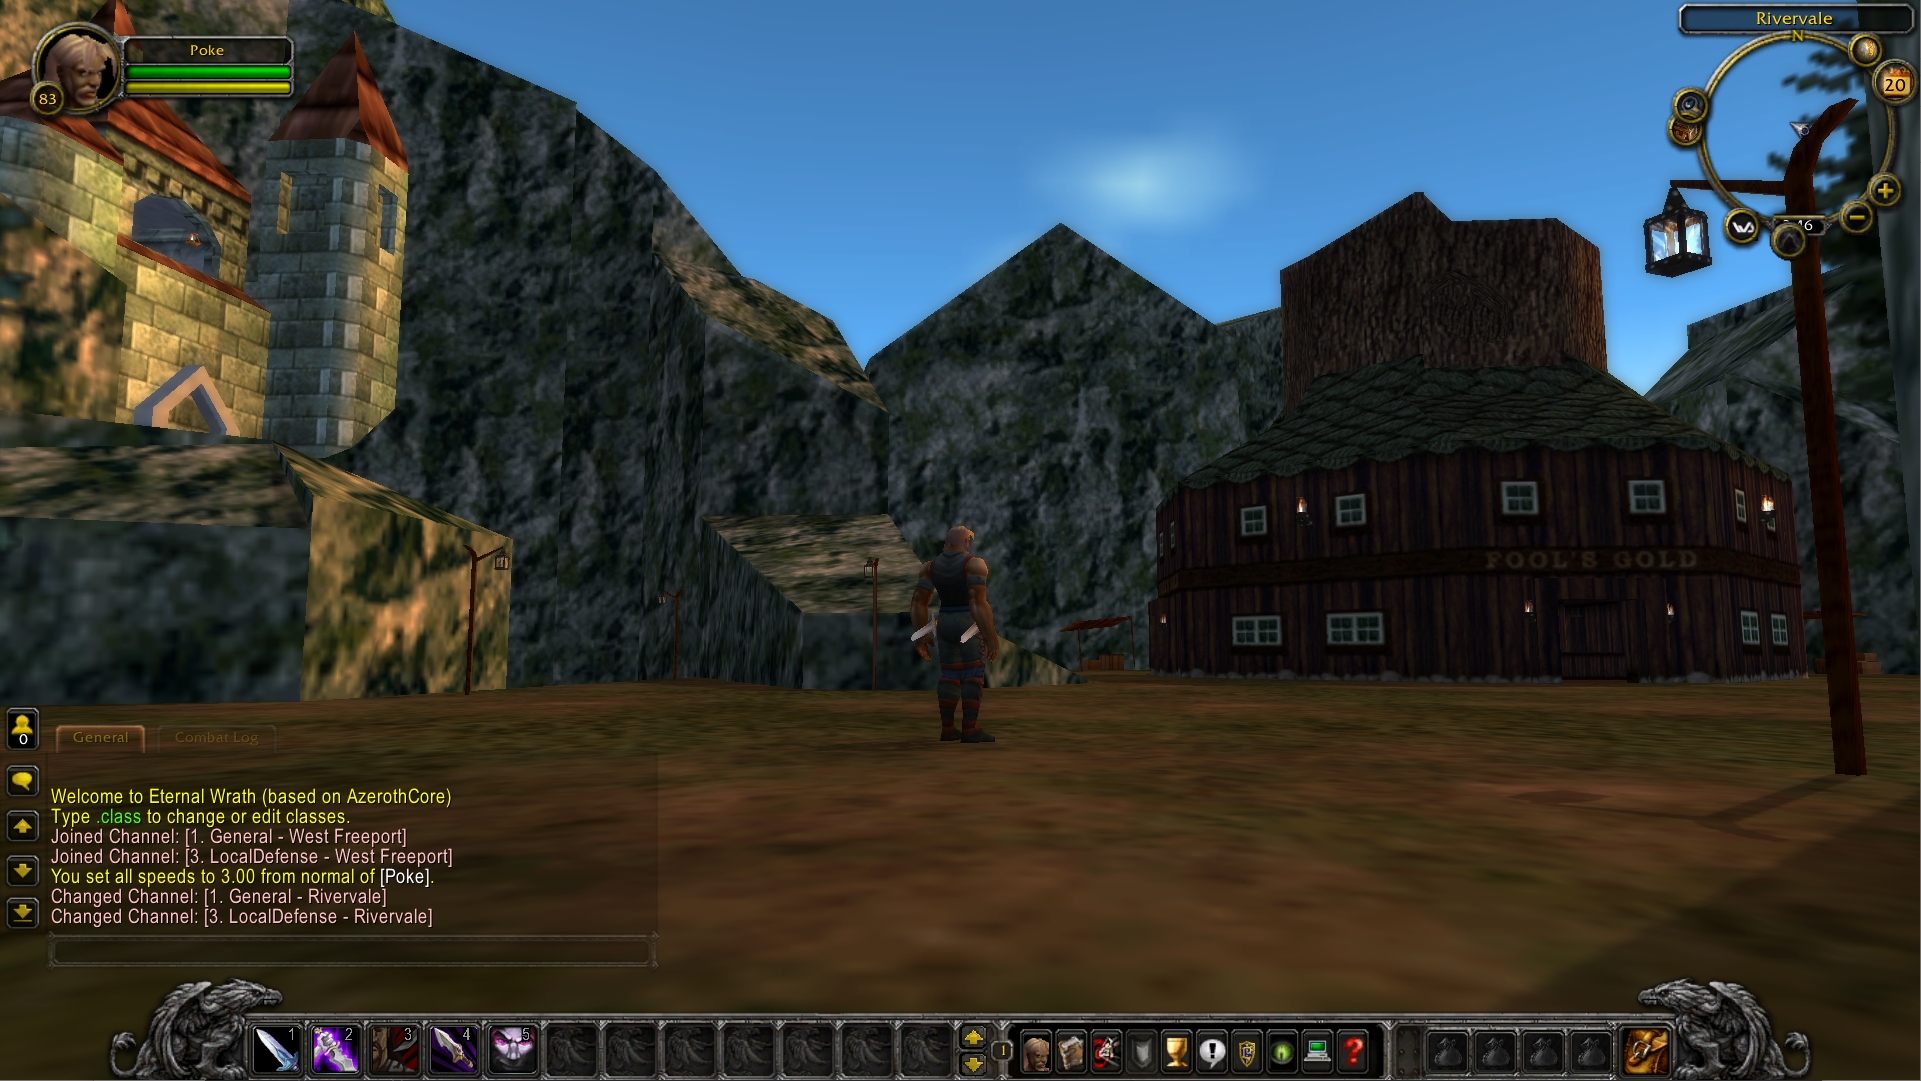 Poke
83
Rivervale
N
20
FOOL'S GOLD
0
General
Combat Log
Welcome to Eternal Wrath (based on AzerothCore)
Type .class to change or edit classes.
Joined Channel: [1. General - West Freeport]
Joined Channel: [3. LocalDefense - West Freeport]
You set all speeds to 3.00 from normal of [Poke].
Changed Channel: [1. General - Rivervale]
Changed Channel: [3. LocalDefense - Rivervale]
1 2 3 4 5
1